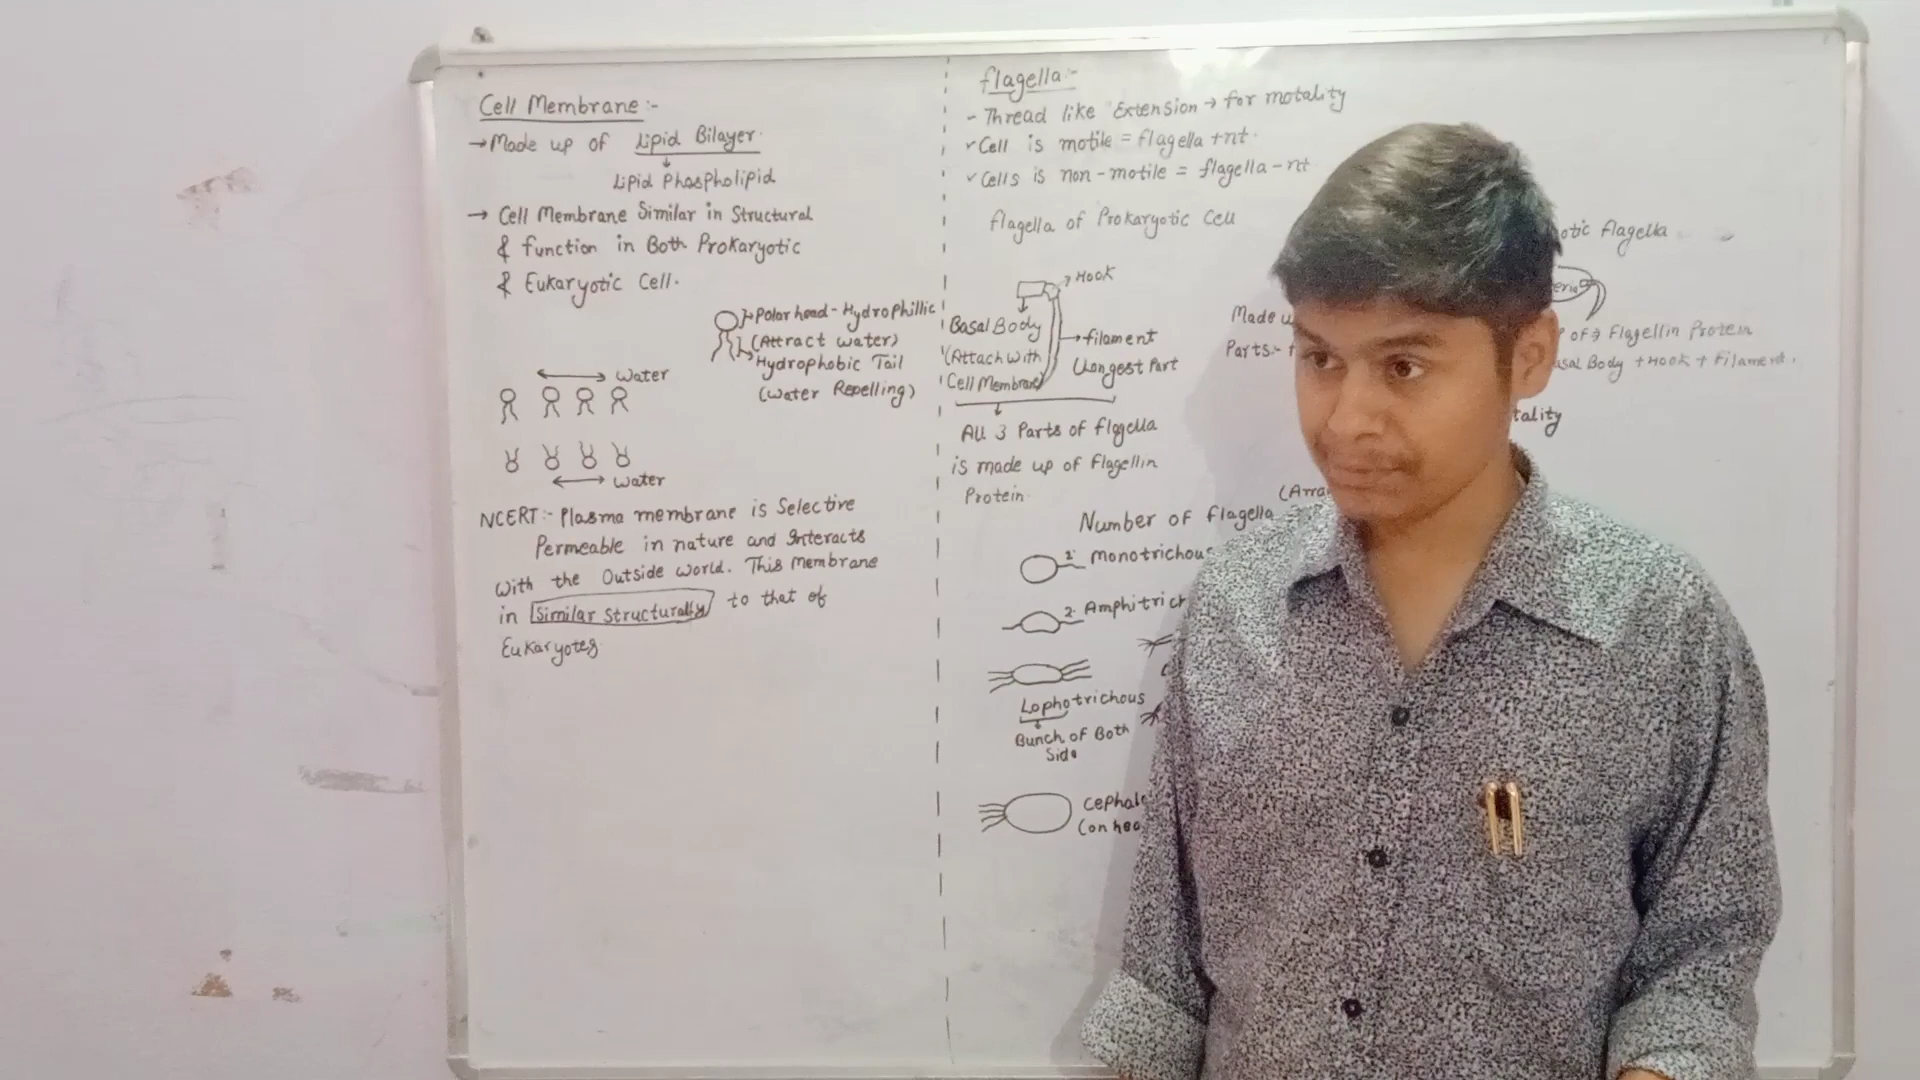 Cell Membrane :-
→ Made up of Lipid Bilayer.
Lipid Phospholipid
→ Cell Membrane Similar in Structural
& function in Both Prokaryotic
& Eukaryotic Cell.
Polar head - Hydrophillic
(Attract water)
Hydrophobic Tail
(Water Repelling)
Water
Water
NCERT :- Plasma membrane is Selective
Permeable in nature and Interacts
with the Outside world. This Membrane
in Similar Structurally to that of
Eukaryotes
flagella :-
- Thread like Extension → for motality
✓ Cell is motile = flagella +nt.
✓ Cells is non-motile = flagella -nt
flagella of Prokaryotic Cell
→ Hook
Basal Body
(Attach with
Cell Membrane)
→ filament
Longest Part
All 3 Parts of flagella
is made up of Flagellin
Protein.
otic flagella
Made u
P of → Flagellin Protein
Parts:-
asal Body + Hook + Filament.
tality
(Arra
Number of flagella
1. Monotrichous
2. Amphitrich
Lophotrichous
Bunch of Both
Side
Cephal
(on hea